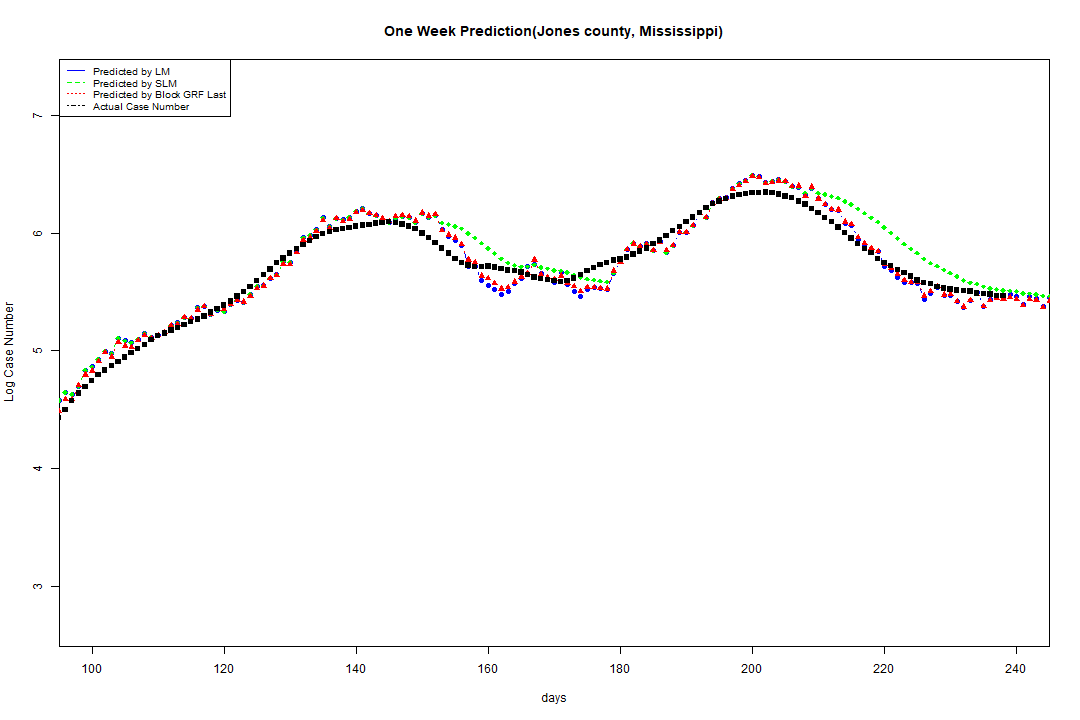 One Week Prediction(Jones county, Mississippi)
Predicted by LM
Predicted by SLM
Predicted by Block GRF Last
Actual Case Number
7
6
5
4
3
Log Case Number
100 120 140 160 180 200 220 240
days